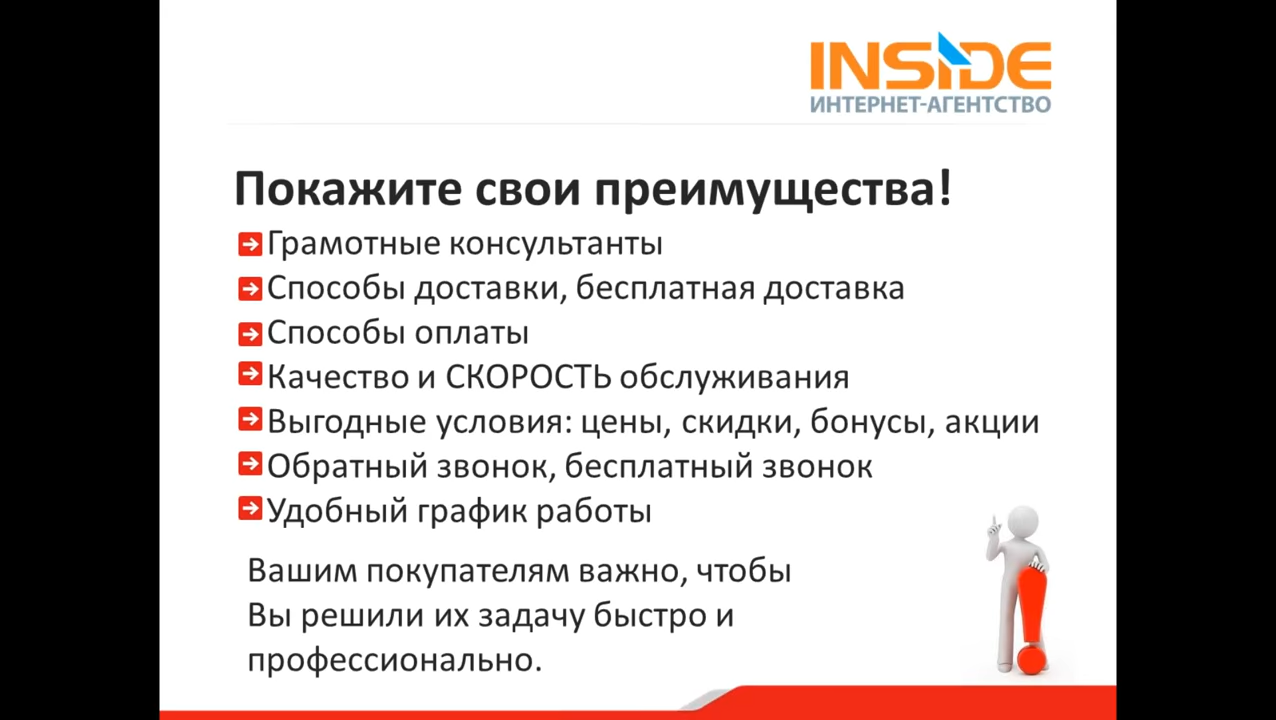 INSIDE
ИНТЕРНЕТ-АГЕНТСТВО
Покажите свои преимущества!
Грамотные консультанты
Способы доставки, бесплатная доставка
Способы оплаты
Качество и СКОРОСТЬ обслуживания
Выгодные условия: цены, скидки, бонусы, акции
Обратный звонок, бесплатный звонок
Удобный график работы
Вашим покупателям важно, чтобы
Вы решили их задачу быстро и
профессионально.